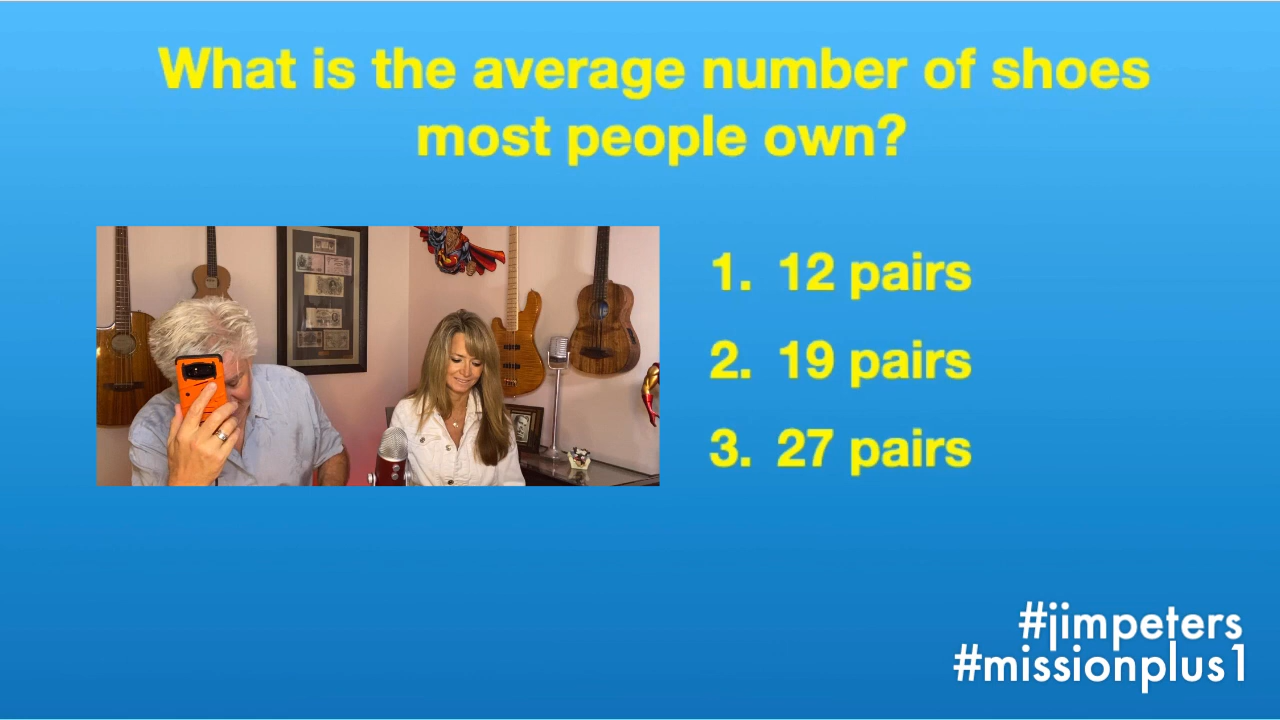 What is the average number of shoes
most people own?
1. 12 pairs
2. 19 pairs
3. 27 pairs
#jimpeters
#missionplus1